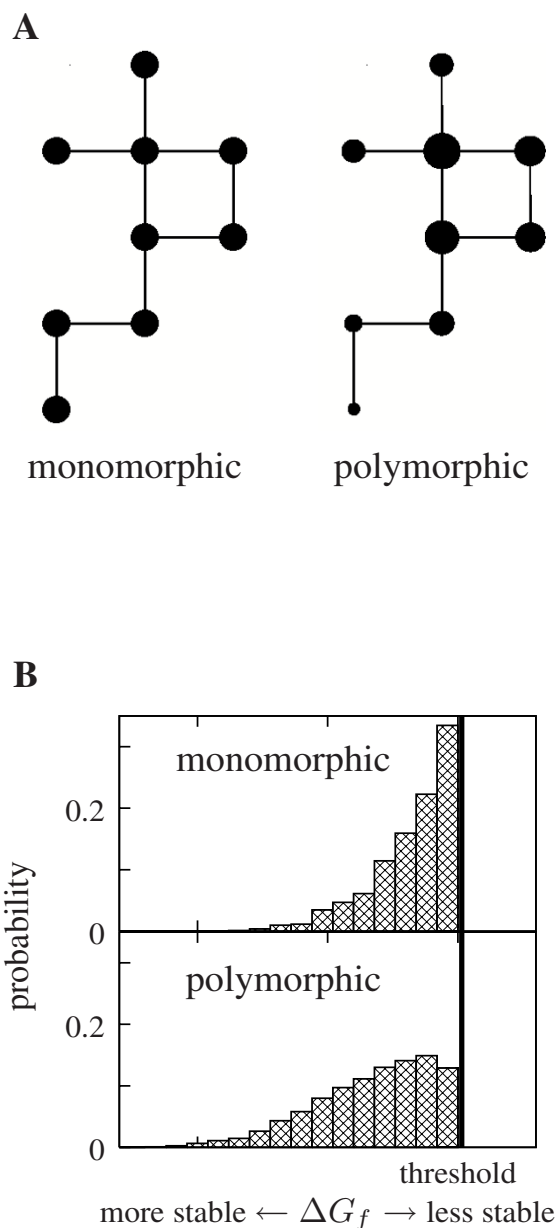 A
monomorphic polymorphic
B
monomorphic
0.2
0
polymorphic
0.2
0
probability
threshold
more stable ← ΔG_f → less stable